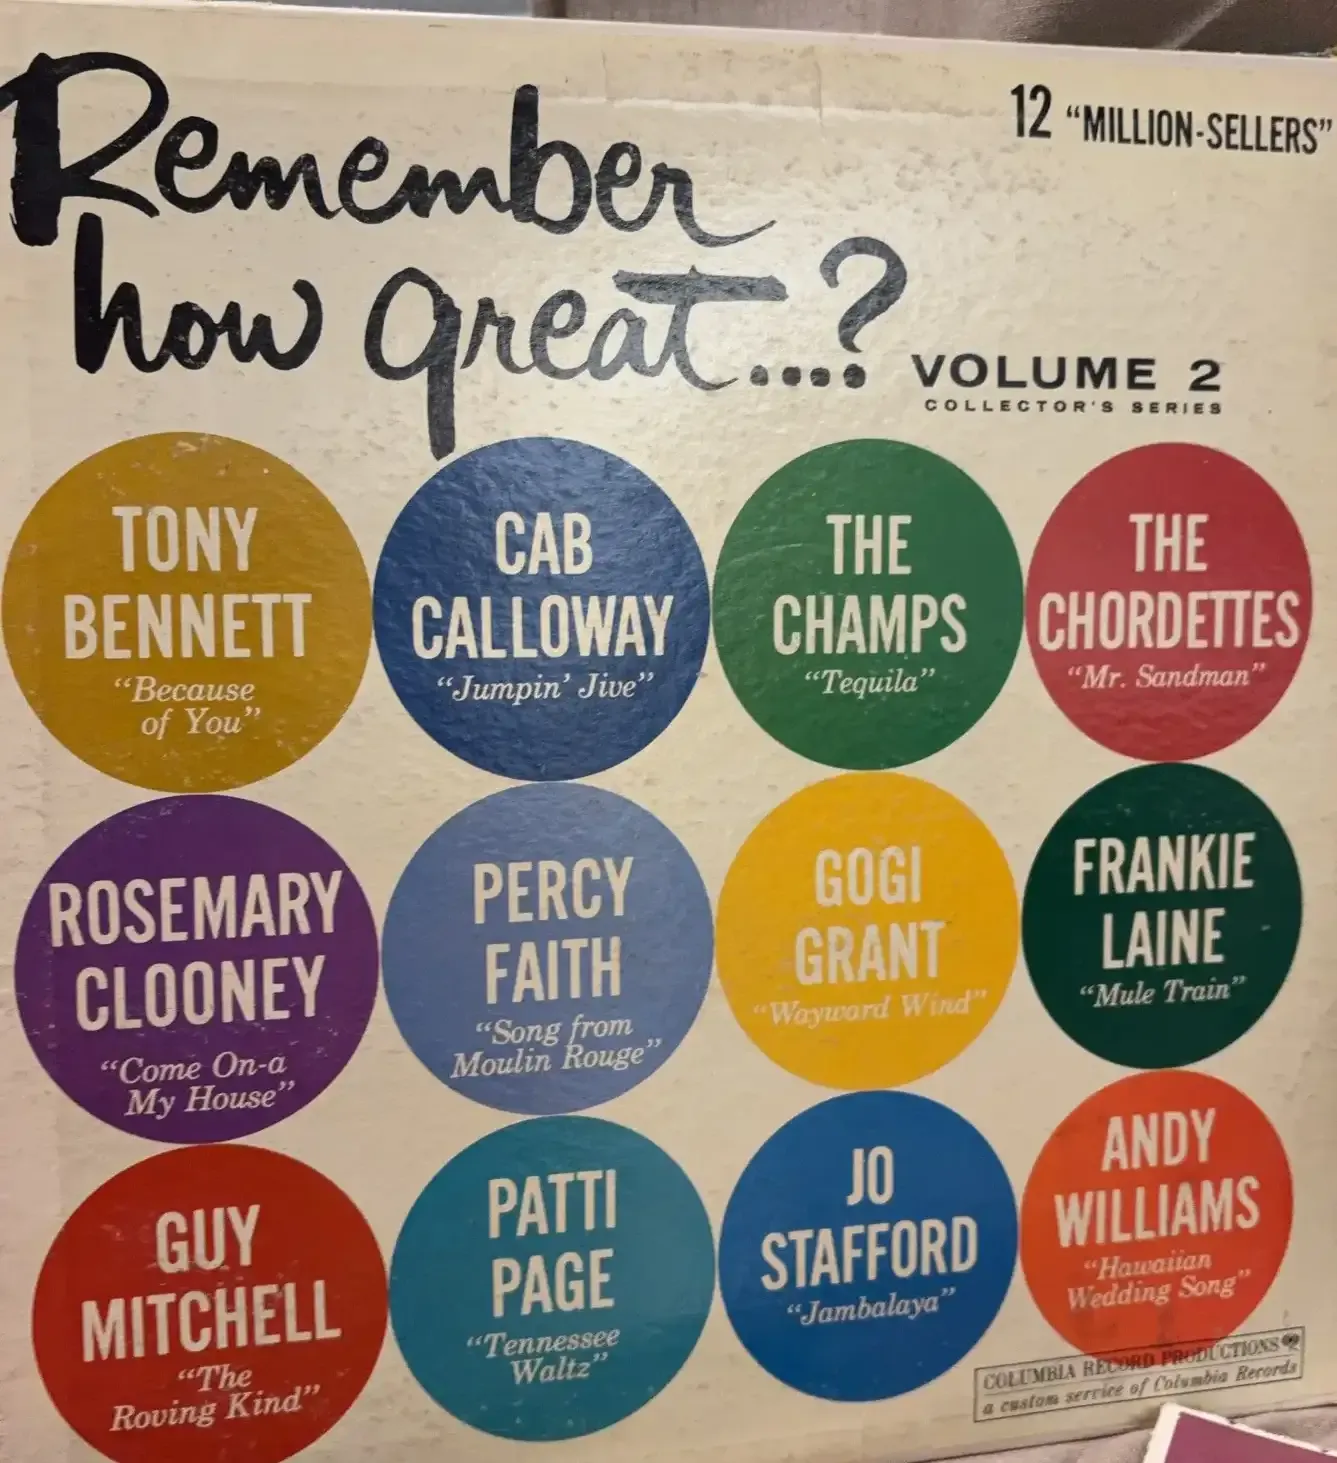 Remember
how great....?
12 “MILLION-SELLERS”
VOLUME 2
COLLECTOR'S SERIES
TONY
BENNETT
“Because
of You”
CAB
CALLOWAY
“Jumpin' Jive”
THE
CHAMPS
“Tequila”
THE
CHORDETTES
“Mr. Sandman”
ROSEMARY
CLOONEY
“Come On-a
My House”
PERCY
FAITH
“Song from
Moulin Rouge”
GOGI
GRANT
“Wayward Wind”
FRANKIE
LAINE
“Mule Train”
GUY
MITCHELL
“The
Roving Kind”
PATTI
PAGE
“Tennessee
Waltz”
JO
STAFFORD
“Jambalaya”
ANDY
WILLIAMS
“Hawaiian
Wedding Song”
COLUMBIA RECORD PRODUCTIONS
a custom service of Columbia Records